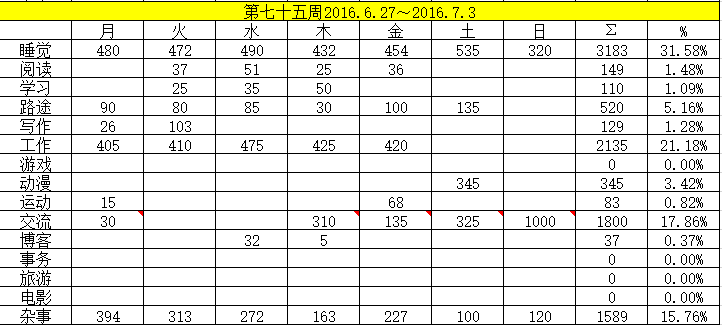 第七十五周2016.6.27～2016.7.3
月 火 水 木 金 土 日 Σ %
睡觉 480 472 490 432 454 535 320 3183 31.58%
阅读 37 51 25 36 149 1.48%
学习 25 35 50 110 1.09%
路途 90 80 85 30 100 135 520 5.16%
写作 26 103 129 1.28%
工作 405 410 475 425 420 2135 21.18%
游戏 0 0.00%
动漫 345 345 3.42%
运动 15 68 83 0.82%
交流 30 310 135 325 1000 1800 17.86%
博客 32 5 37 0.37%
事务 0 0.00%
旅游 0 0.00%
电影 0 0.00%
杂事 394 313 272 163 227 100 120 1589 15.76%